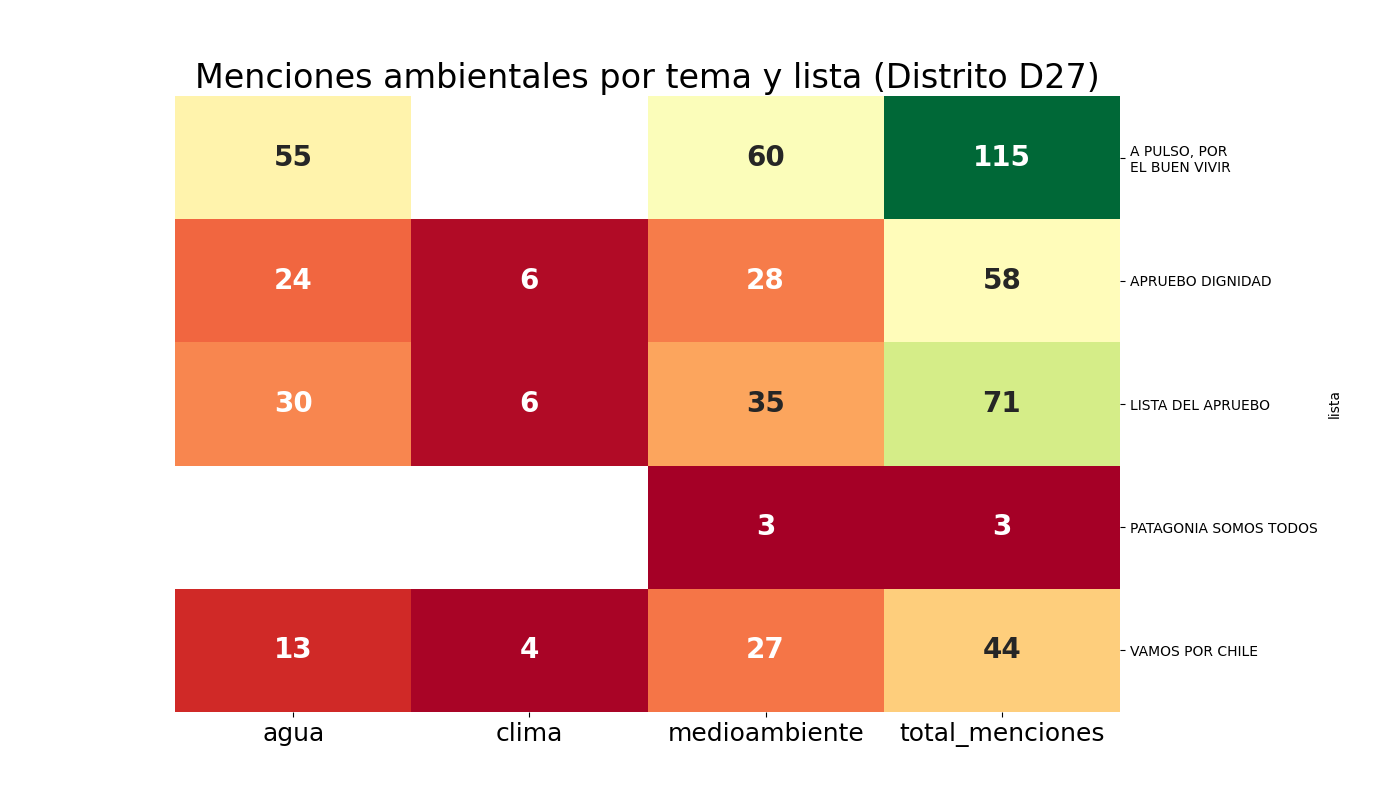 Menciones ambientales por tema y lista (Distrito D27)
55 60 115 A PULSO, POR
EL BUEN VIVIR
24 6 28 58 APRUEBO DIGNIDAD
30 6 35 71 LISTA DEL APRUEBO
lista
3 3 PATAGONIA SOMOS TODOS
13 4 27 44 VAMOS POR CHILE
agua clima medioambiente total_menciones